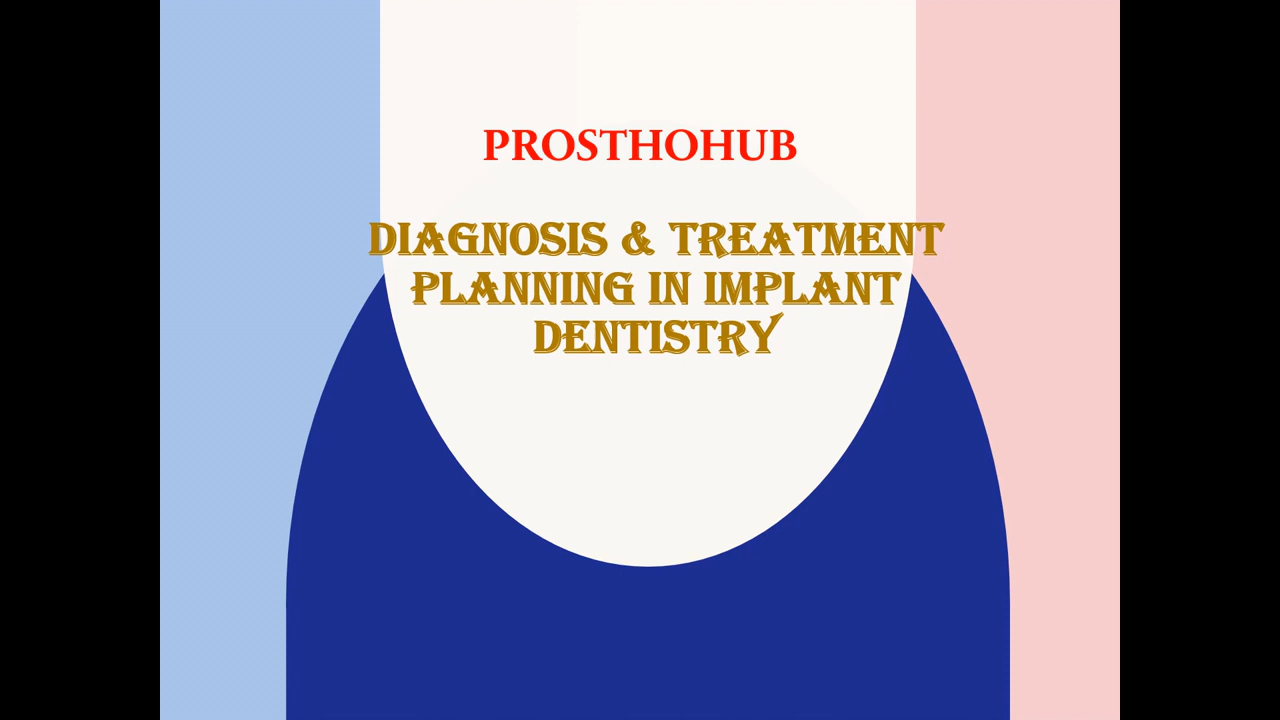 PROSTHOHUB
DIAGNOSIS & TREATMENT
PLANNING IN IMPLANT
DENTISTRY